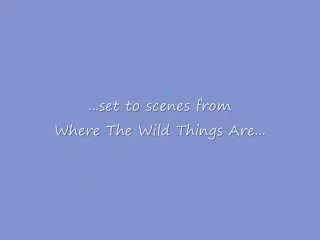 ...set to scenes from
Where The Wild Things Are...